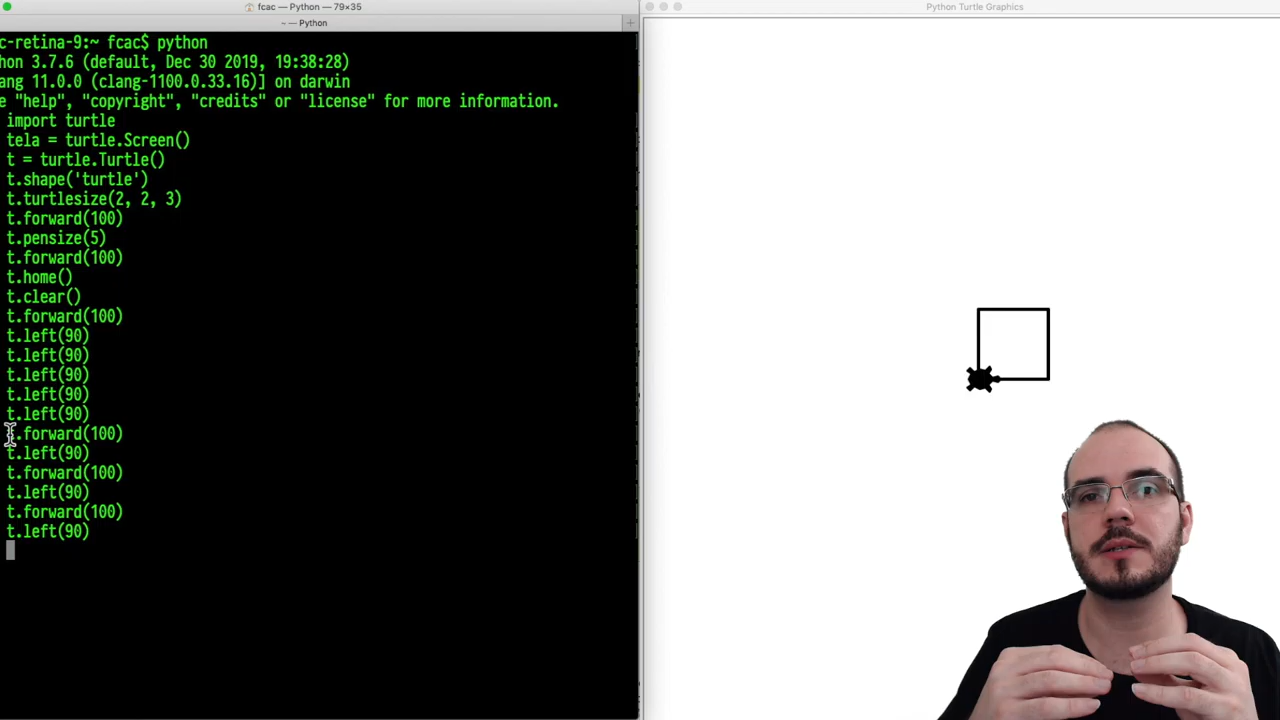 fcac — Python — 79×35
~ — Python
+
c-retina-9:~ fcac$ python
hon 3.7.6 (default, Dec 30 2019, 19:38:28)
ang 11.0.0 (clang-1100.0.33.16)] on darwin
e "help", "copyright", "credits" or "license" for more information.
import turtle
tela = turtle.Screen()
t = turtle.Turtle()
t.shape('turtle')
t.turtlesize(2, 2, 3)
t.forward(100)
t.pensize(5)
t.forward(100)
t.home()
t.clear()
t.forward(100)
t.left(90)
t.left(90)
t.left(90)
t.left(90)
t.left(90)
t.forward(100)
t.left(90)
t.forward(100)
t.left(90)
t.forward(100)
t.left(90)
Python Turtle Graphics